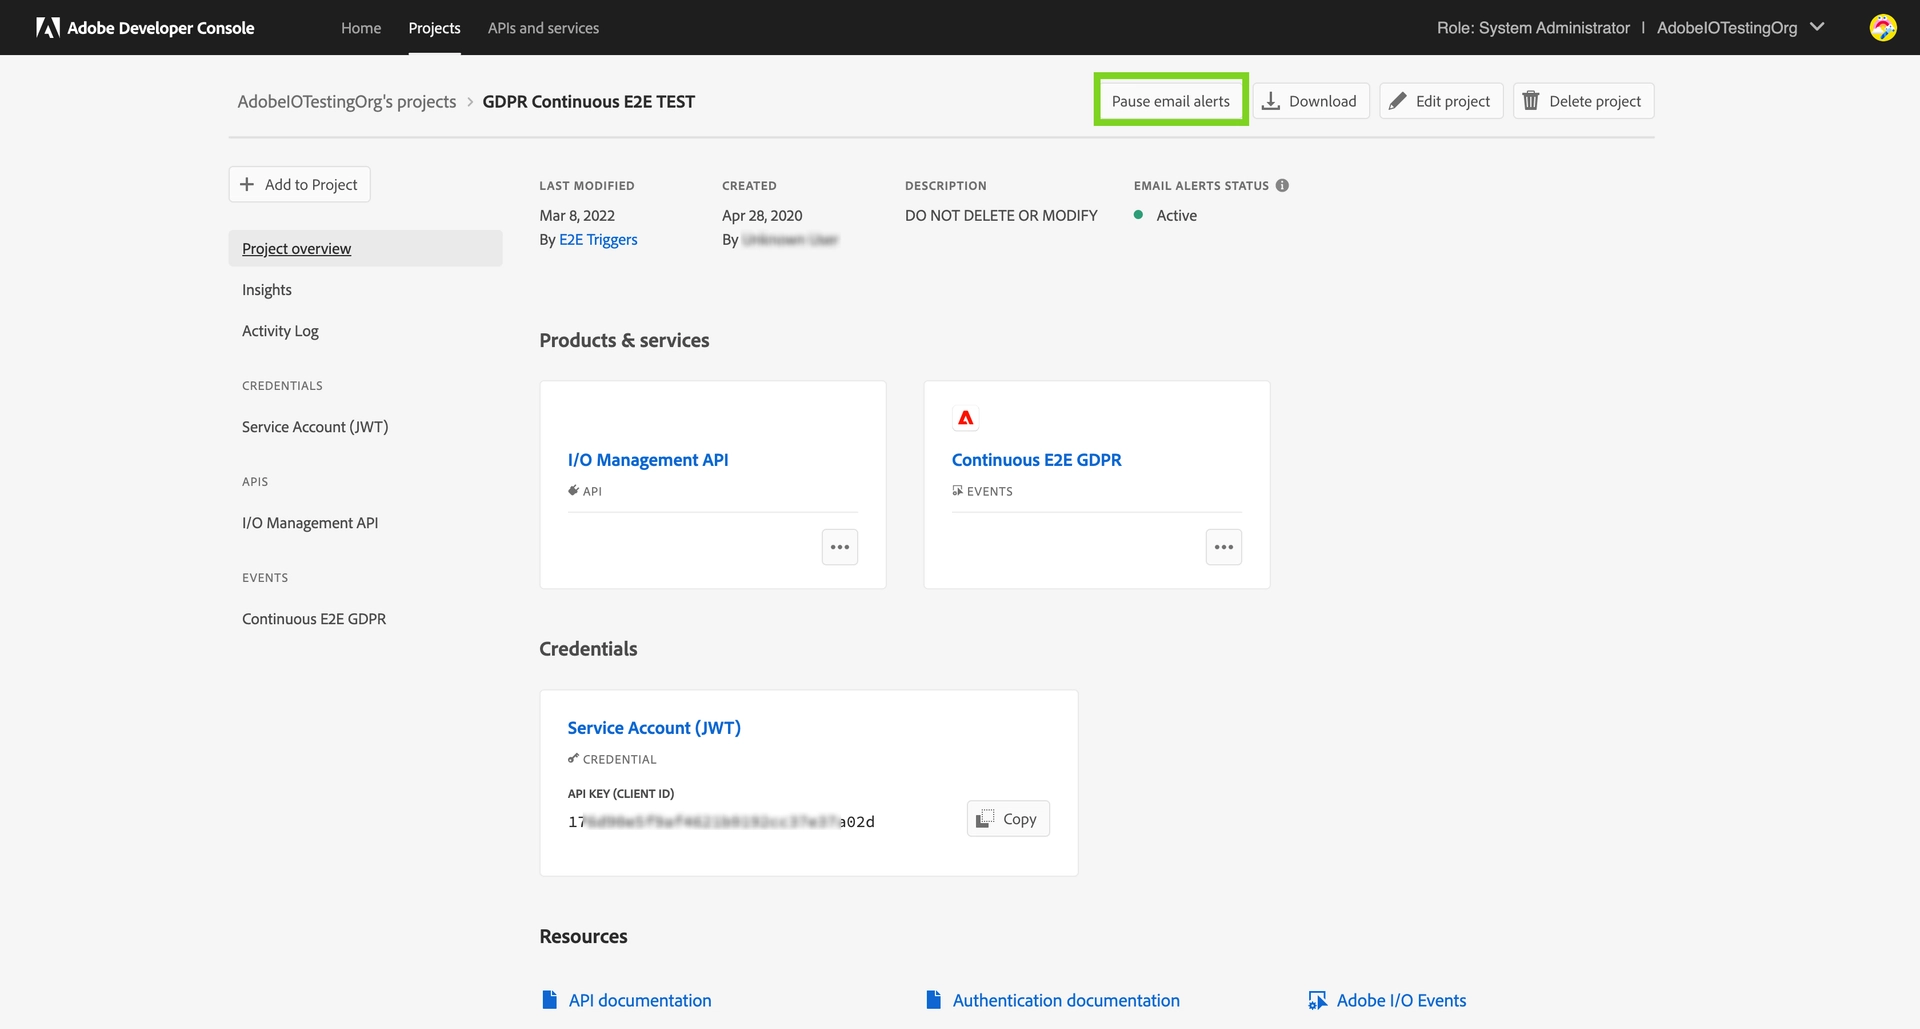 Adobe Developer Console
Home
Projects
APIs and services
Role: System Administrator | AdobeIOTestingOrg
AdobeIOTestingOrg's projects > GDPR Continuous E2E TEST
Pause email alerts
Download
Edit project
Delete project
Add to Project
Project overview
Insights
Activity Log
CREDENTIALS
Service Account (JWT)
APIS
I/O Management API
EVENTS
Continuous E2E GDPR
LAST MODIFIED
Mar 8, 2022
By E2E Triggers
CREATED
Apr 28, 2020
By
DESCRIPTION
DO NOT DELETE OR MODIFY
EMAIL ALERTS STATUS
Active
Products & services
I/O Management API
API
Continuous E2E GDPR
EVENTS
Credentials
Service Account (JWT)
CREDENTIAL
API KEY (CLIENT ID)
Copy
Resources
API documentation
Authentication documentation
Adobe I/O Events